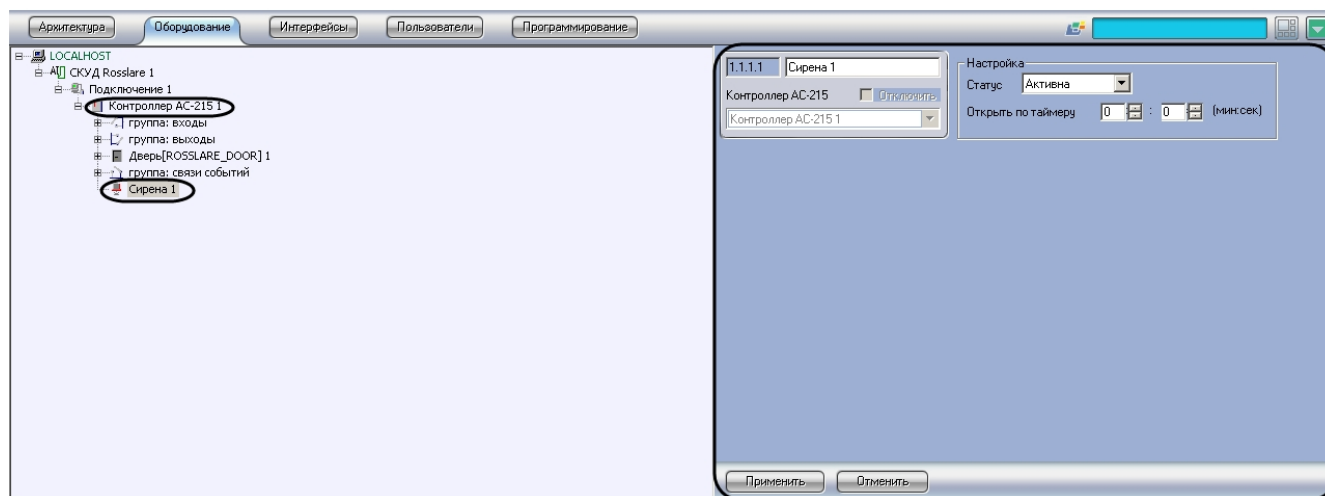 Архитектура Оборудование Интерфейсы Пользователи Программирование
LOCALHOST
СКУД Rosslare 1
Подключение 1
Контроллер AC-215 1
группа: входы
группа: выходы
Дверь[ROSSLARE_DOOR] 1
группа: связи событий
Сирена 1
1.1.1.1 Сирена 1
Контроллер AC-215 Отключить
Контроллер AC-215 1
Настройка
Статус Активна
Открыть по таймеру 0 : 0 (мин:сек)
Применить Отменить